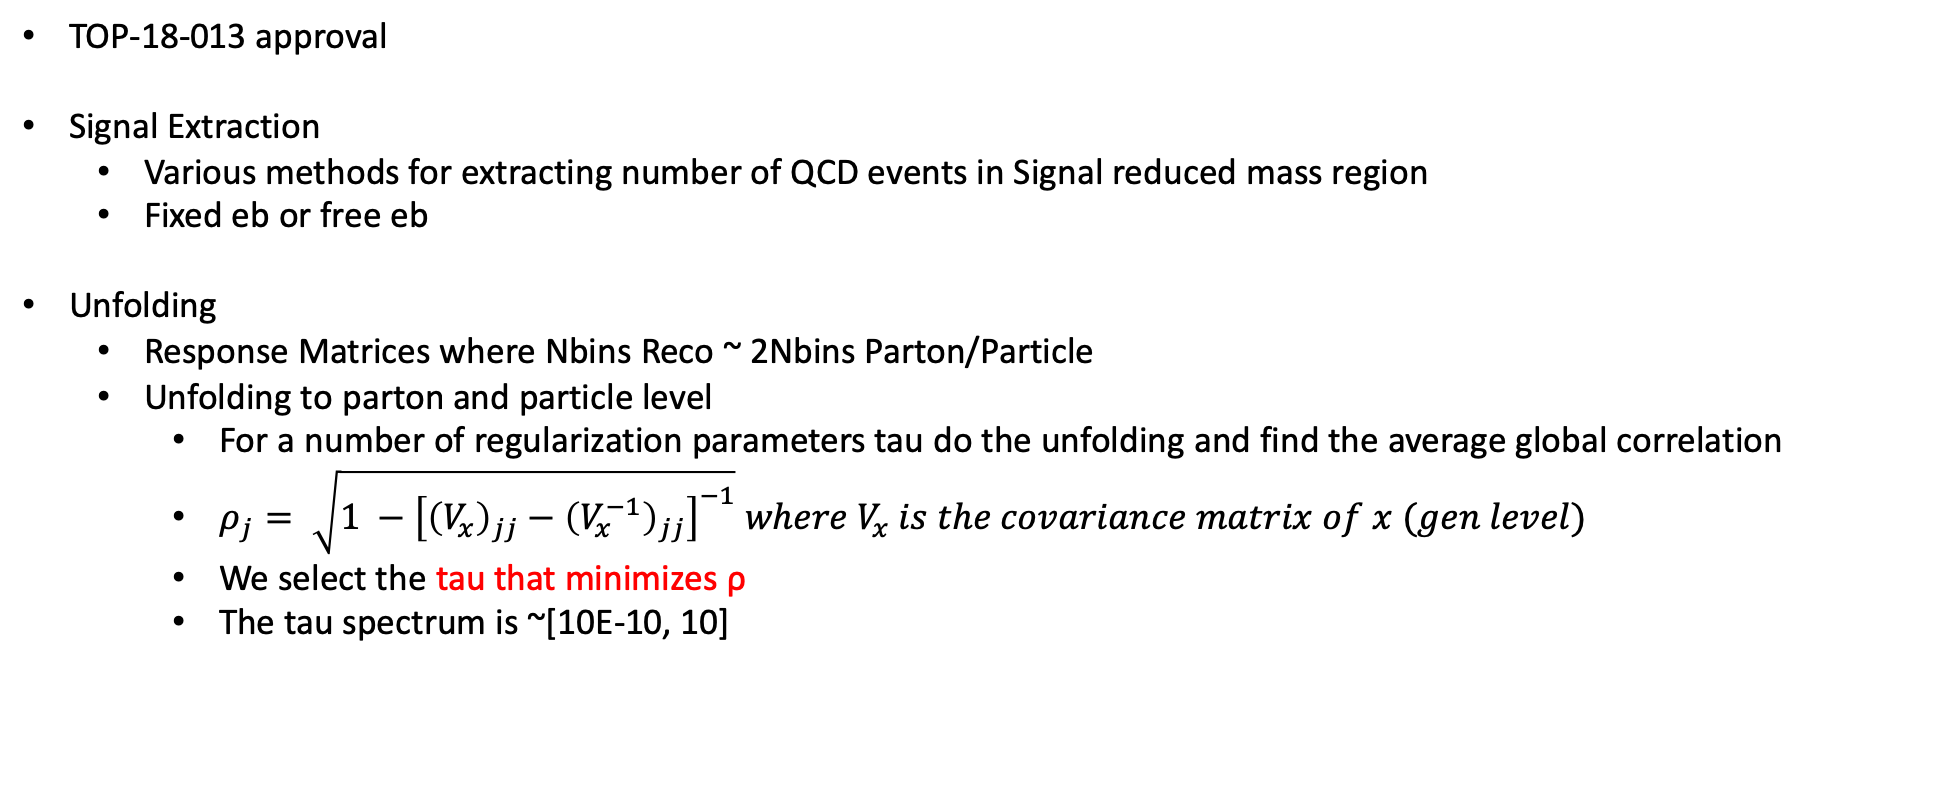 • TOP-18-013 approval
• Signal Extraction
• Various methods for extracting number of QCD events in Signal reduced mass region
• Fixed eb or free eb
• Unfolding
• Response Matrices where Nbins Reco ~ 2Nbins Parton/Particle
• Unfolding to parton and particle level
• For a number of regularization parameters tau do the unfolding and find the average global correlation
• ρ_j = √(1 − [(V_x)_jj − (V_x^−1)_jj]^−1) where V_x is the covariance matrix of x (gen level)
• We select the tau that minimizes ρ
• The tau spectrum is ~[10E-10, 10]